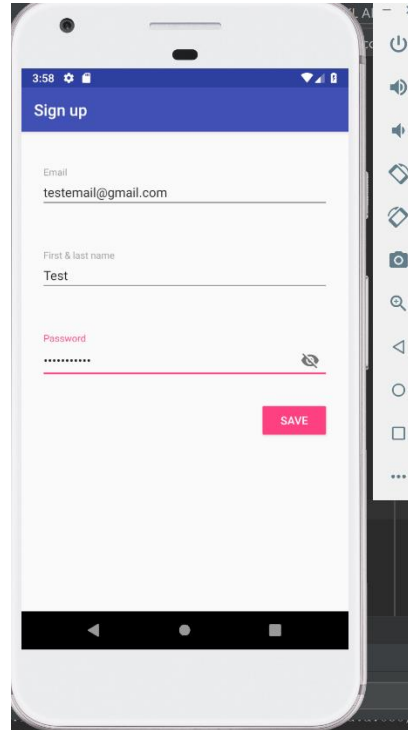 3:58
Sign up
Email
testemail@gmail.com
First & last name
Test
Password
•••••••••••
SAVE